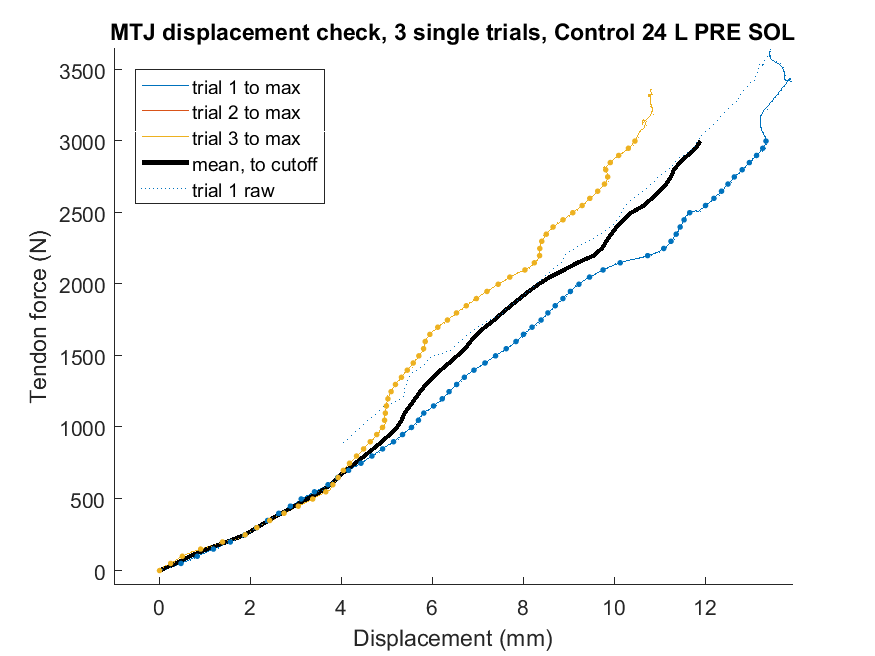 MTJ displacement check, 3 single trials, Control 24 L PRE SOL
3500
3000
2500
2000
1500
1000
500
0
Tendon force (N)
trial 1 to max
trial 2 to max
trial 3 to max
mean, to cutoff
trial 1 raw
0 2 4 6 8 10 12
Displacement (mm)